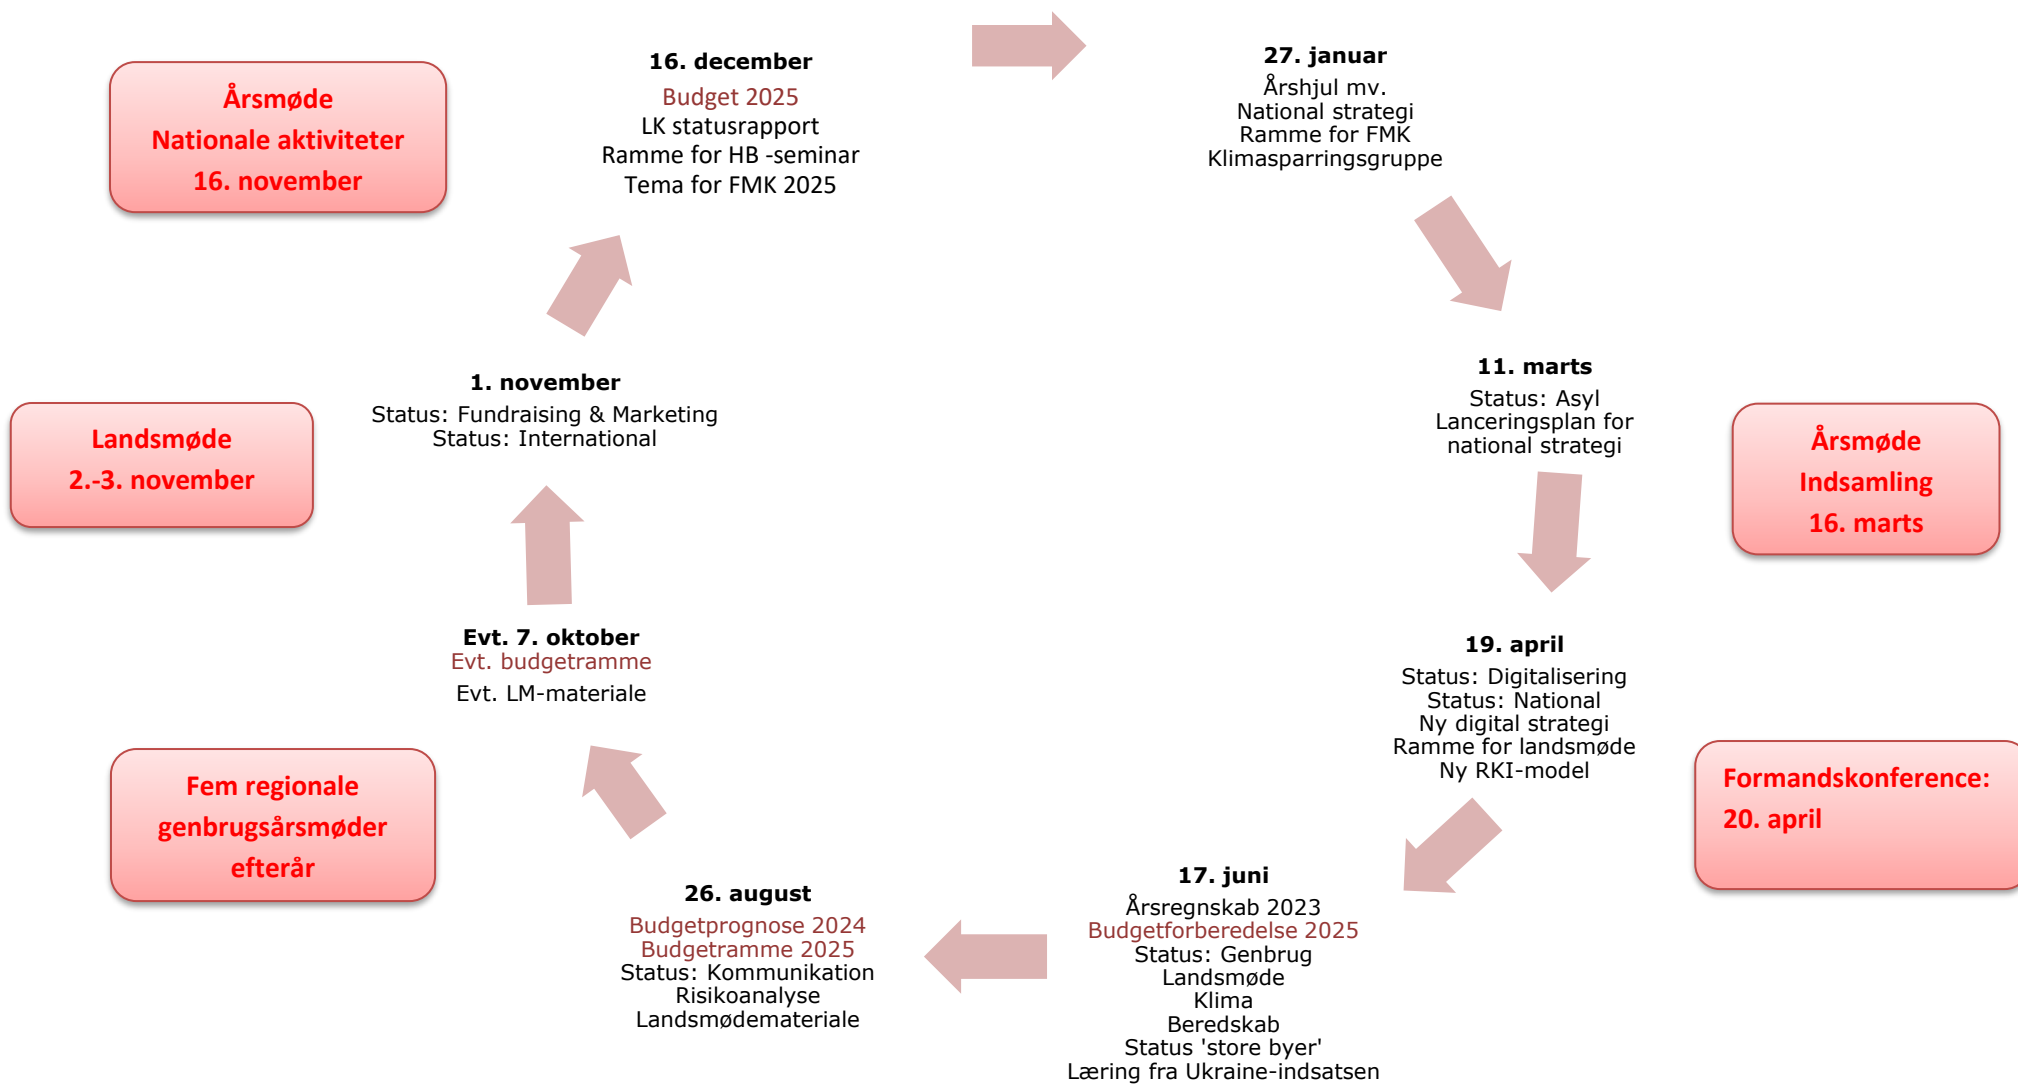 16. december
Budget 2025
LK statusrapport
Ramme for HB -seminar
Tema for FMK 2025
27. januar
Årshjul mv.
National strategi
Ramme for FMK
Klimasparringsgruppe
11. marts
Status: Asyl
Lanceringsplan for
national strategi
Årsmøde
Indsamling
16. marts
19. april
Status: Digitalisering
Status: National
Ny digital strategi
Ramme for landsmøde
Ny RKI-model
Formandskonference:
20. april
17. juni
Årsregnskab 2023
Budgetforberedelse 2025
Status: Genbrug
Landsmøde
Klima
Beredskab
Status 'store byer'
Læring fra Ukraine-indsatsen
26. august
Budgetprognose 2024
Budgetramme 2025
Status: Kommunikation
Risikoanalyse
Landsmødemateriale
Fem regionale
genbrugsårsmøder
efterår
Evt. 7. oktober
Evt. budgetramme
Evt. LM-materiale
1. november
Status: Fundraising & Marketing
Status: International
Landsmøde
2.-3. november
Årsmøde
Nationale aktiviteter
16. november